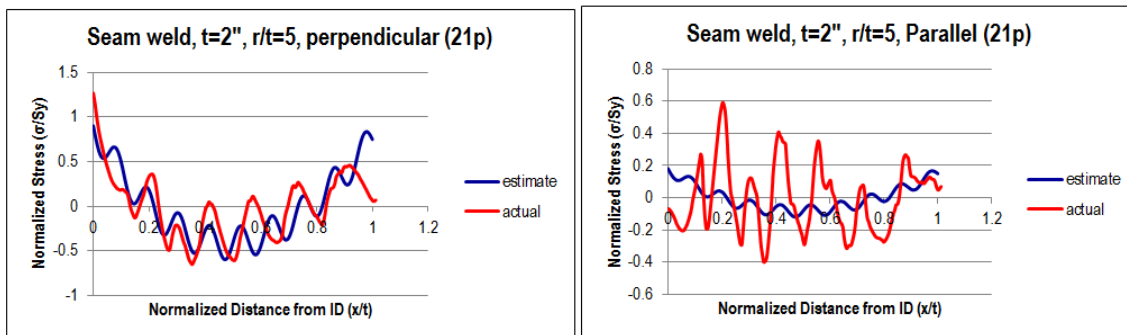 Seam weld, t=2", r/t=5, perpendicular (21p)
Normalized Stress (σ/Sy)
1.5
1
0.5
0
-0.5
-1
0 0.2 0.4 0.6 0.8 1 1.2
Normalized Distance from ID (x/t)
estimate
actual
Seam weld, t=2", r/t=5, Parallel (21p)
Normalized Stress (σ/Sy)
0.8
0.6
0.4
0.2
0
-0.2
-0.4
-0.6
0 0.2 0.4 0.6 0.8 1 1.2
Normalized Distance from ID (x/t)
estimate
actual